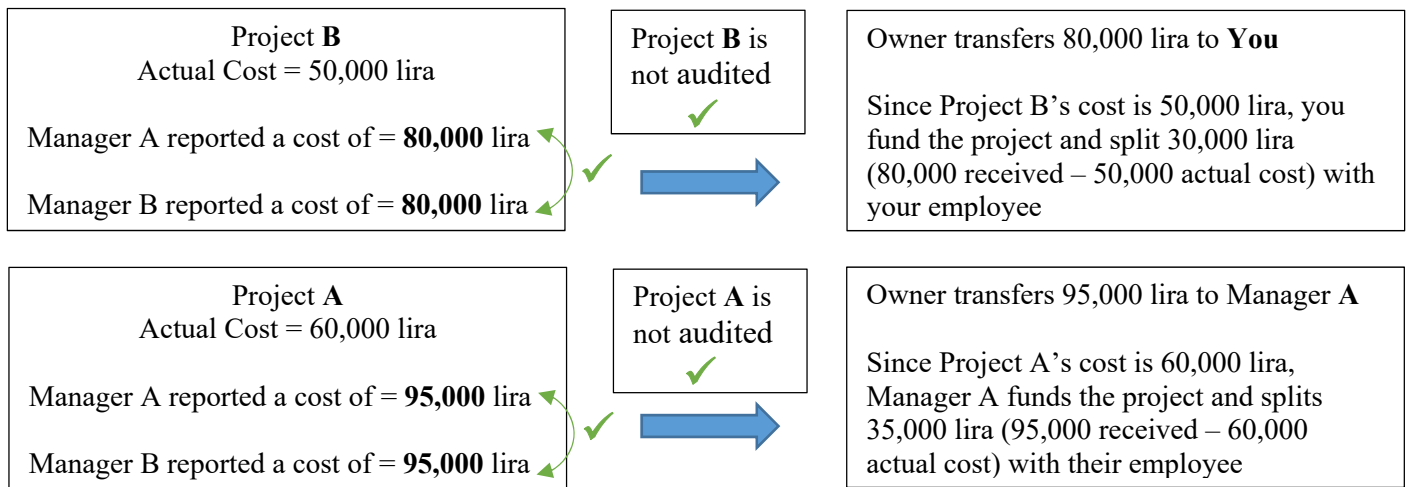 Project B
Actual Cost = 50,000 lira
Manager A reported a cost of = 80,000 lira
Manager B reported a cost of = 80,000 lira
Project B is
not audited
Owner transfers 80,000 lira to You
Since Project B’s cost is 50,000 lira, you
fund the project and split 30,000 lira
(80,000 received – 50,000 actual cost) with
your employee
Project A
Actual Cost = 60,000 lira
Manager A reported a cost of = 95,000 lira
Manager B reported a cost of = 95,000 lira
Project A is
not audited
Owner transfers 95,000 lira to Manager A
Since Project A’s cost is 60,000 lira,
Manager A funds the project and splits
35,000 lira (95,000 received – 60,000
actual cost) with their employee